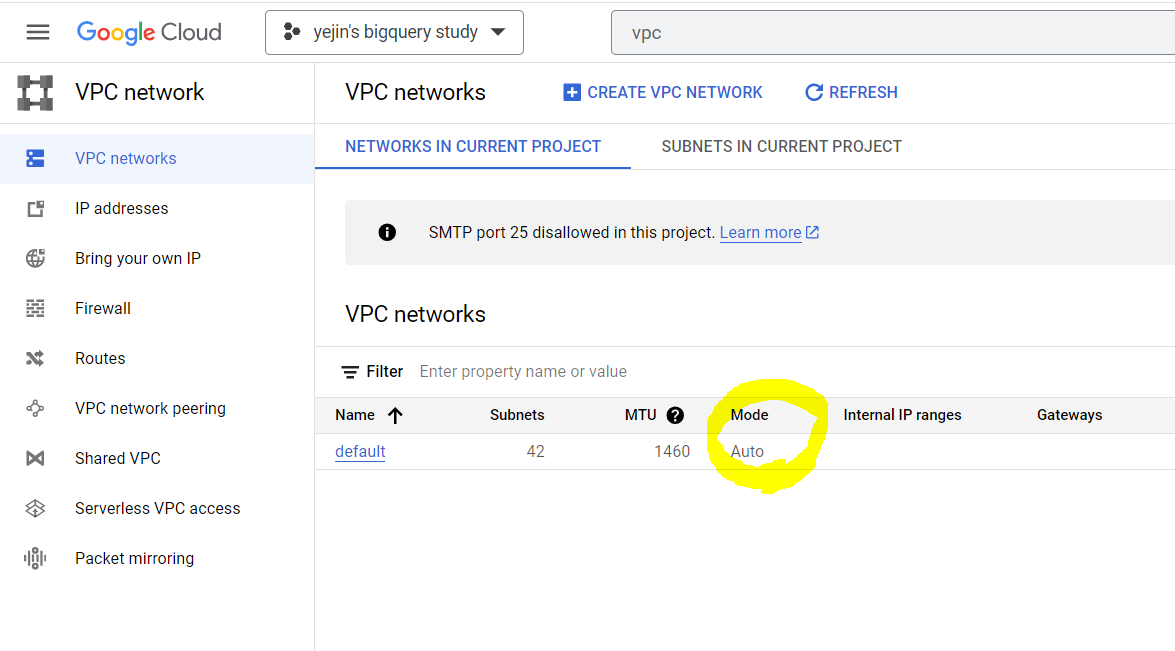 Google Cloud
yejin's bigquery study
vpc
VPC network
VPC networks
CREATE VPC NETWORK
REFRESH
VPC networks
IP addresses
Bring your own IP
Firewall
Routes
VPC network peering
Shared VPC
Serverless VPC access
Packet mirroring
NETWORKS IN CURRENT PROJECT
SUBNETS IN CURRENT PROJECT
SMTP port 25 disallowed in this project. Learn more
VPC networks
Filter Enter property name or value
Name Subnets MTU Mode Internal IP ranges Gateways
default 42 1460 Auto